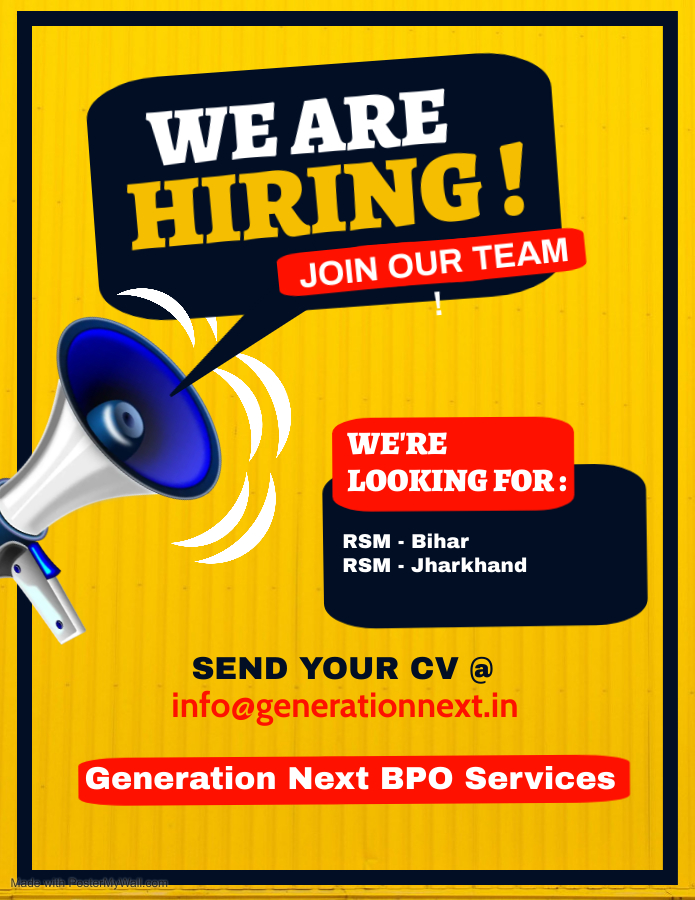 WE ARE
HIRING !
JOIN OUR TEAM
!
WE'RE
LOOKING FOR :
RSM - Bihar
RSM - Jharkhand
SEND YOUR CV @
info@generationnext.in
Generation Next BPO Services
Made with PosterMyWall.com